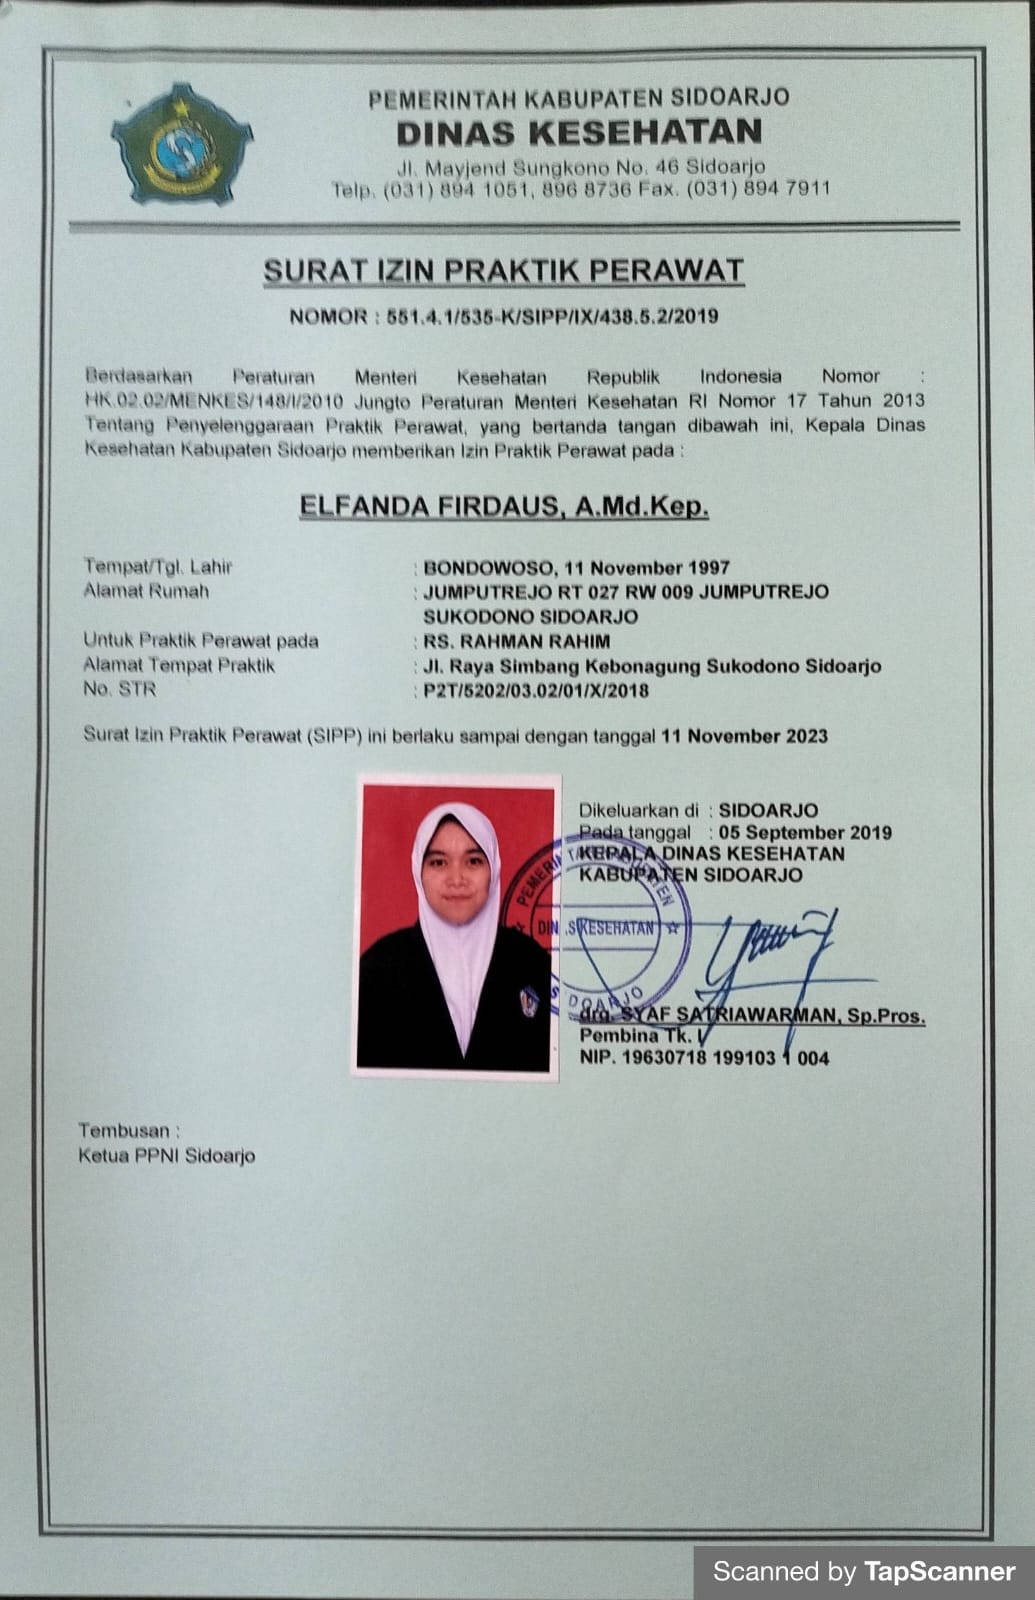 PEMERINTAH KABUPATEN SIDOARJO
DINAS KESEHATAN
Jl. Mayjend Sungkono No. 46 Sidoarjo
Telp. (031) 894 1051, 896 8736 Fax. (031) 894 7911
SURAT IZIN PRAKTIK PERAWAT
NOMOR : 551.4.1/535-K/SIPP/IX/438.5.2/2019
Berdasarkan Peraturan Menteri Kesehatan Republik Indonesia Nomor :
HK.02.02/MENKES/148/I/2010 Jungto Peraturan Menteri Kesehatan RI Nomor 17 Tahun 2013
Tentang Penyelenggaraan Praktik Perawat, yang bertanda tangan dibawah ini, Kepala Dinas
Kesehatan Kabupaten Sidoarjo memberikan Izin Praktik Perawat pada :
ELFANDA FIRDAUS, A.Md.Kep.
Tempat/Tgl. Lahir : BONDOWOSO, 11 November 1997
Alamat Rumah : JUMPUTREJO RT 027 RW 009 JUMPUTREJO
SUKODONO SIDOARJO
Untuk Praktik Perawat pada : RS. RAHMAN RAHIM
Alamat Tempat Praktik : Jl. Raya Simbang Kebonagung Sukodono Sidoarjo
No. STR : P2T/5202/03.02/01/X/2018
Surat Izin Praktik Perawat (SIPP) ini berlaku sampai dengan tanggal 11 November 2023
Dikeluarkan di : SIDOARJO
Pada tanggal : 05 September 2019
KEPALA DINAS KESEHATAN
KABUPATEN SIDOARJO
DINAS KESEHATAN
SIDOARJO
drg. SYAF SATRIAWARMAN, Sp.Pros.
Pembina Tk. I
NIP. 19630718 199103 1 004
Tembusan :
Ketua PPNI Sidoarjo
Scanned by TapScanner